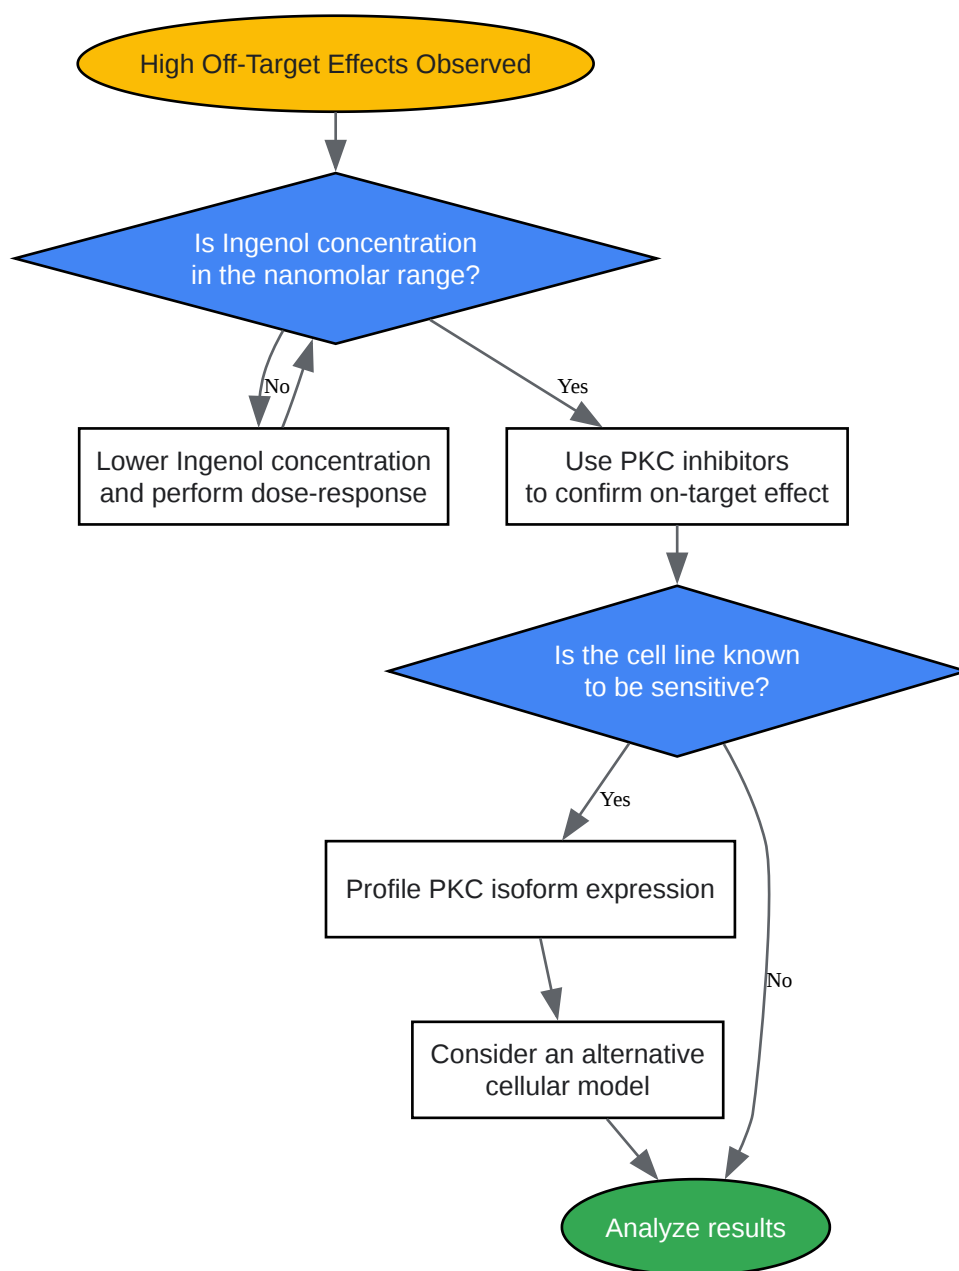 High Off-Target Effects Observed
Is Ingenol concentration
in the nanomolar range?
No
Yes
Lower Ingenol concentration
and perform dose-response
Use PKC inhibitors
to confirm on-target effect
Is the cell line known
to be sensitive?
Yes
Profile PKC isoform expression
No
Consider an alternative
cellular model
Analyze results